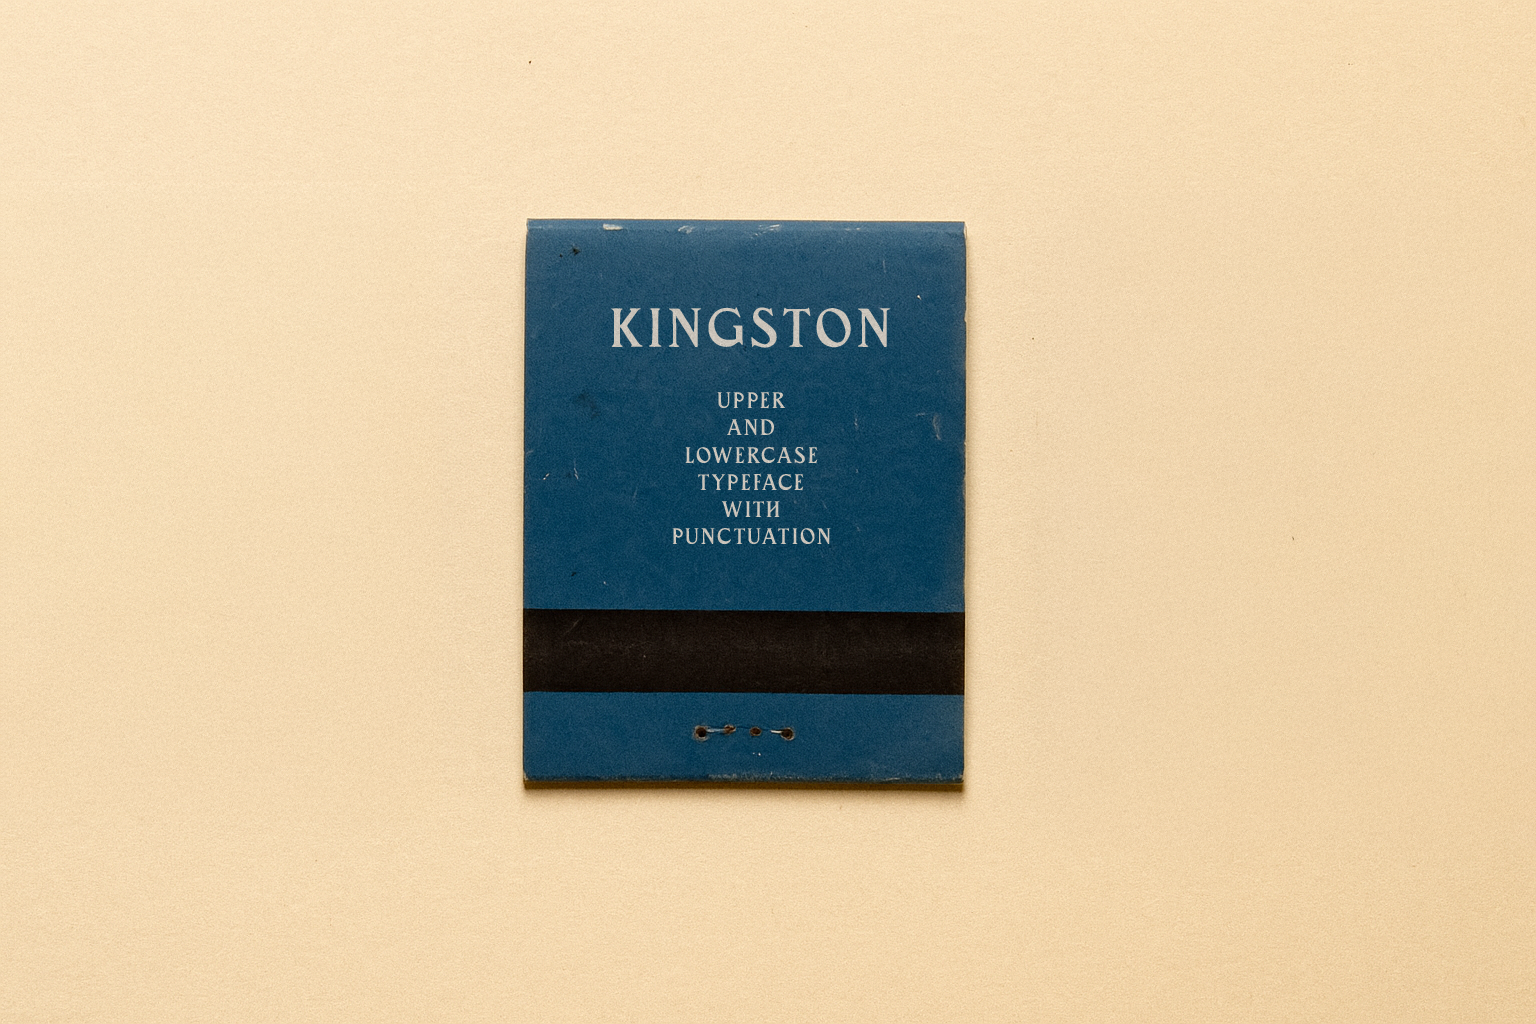 KINGSTON
UPPER
AND
LOWERCASE
TYPEFACE
WITH
PUNCTUATION